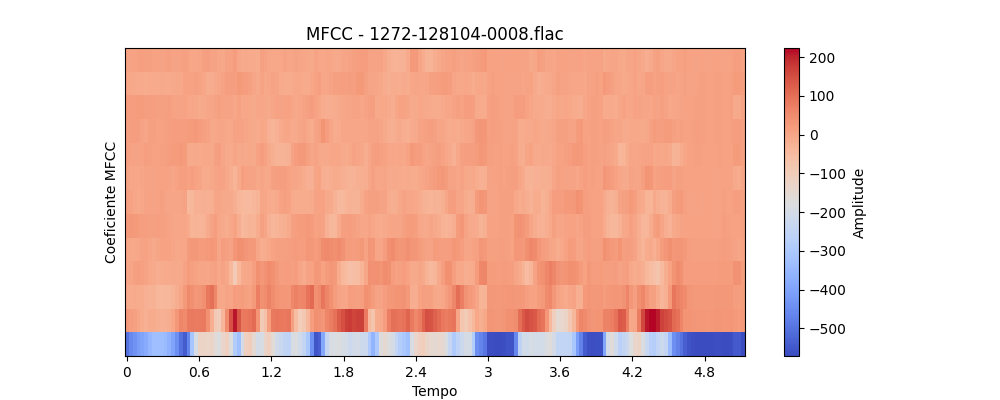 MFCC - 1272-128104-0008.flac
Coeficiente MFCC
0 0.6 1.2 1.8 2.4 3 3.6 4.2 4.8
Tempo
200
100
0
−100
−200
−300
−400
−500
Amplitude